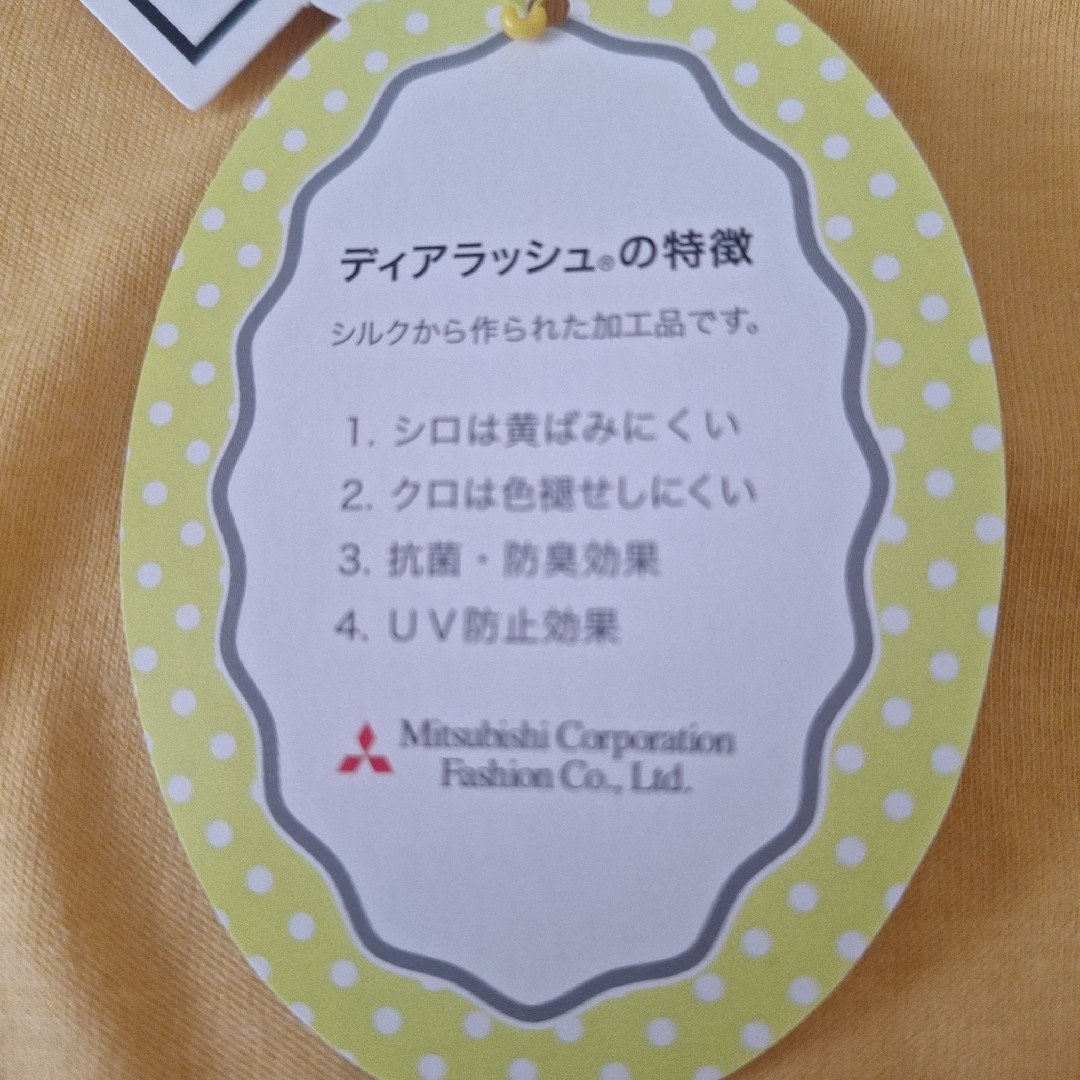 ディアラッシュ®の特徴
シルクから作られた加工品です。
1. シロは黄ばみにくい
2. クロは色褪せしにくい
3. 抗菌・防臭効果
4. UV防止効果
Mitsubishi Corporation
Fashion Co., Ltd.